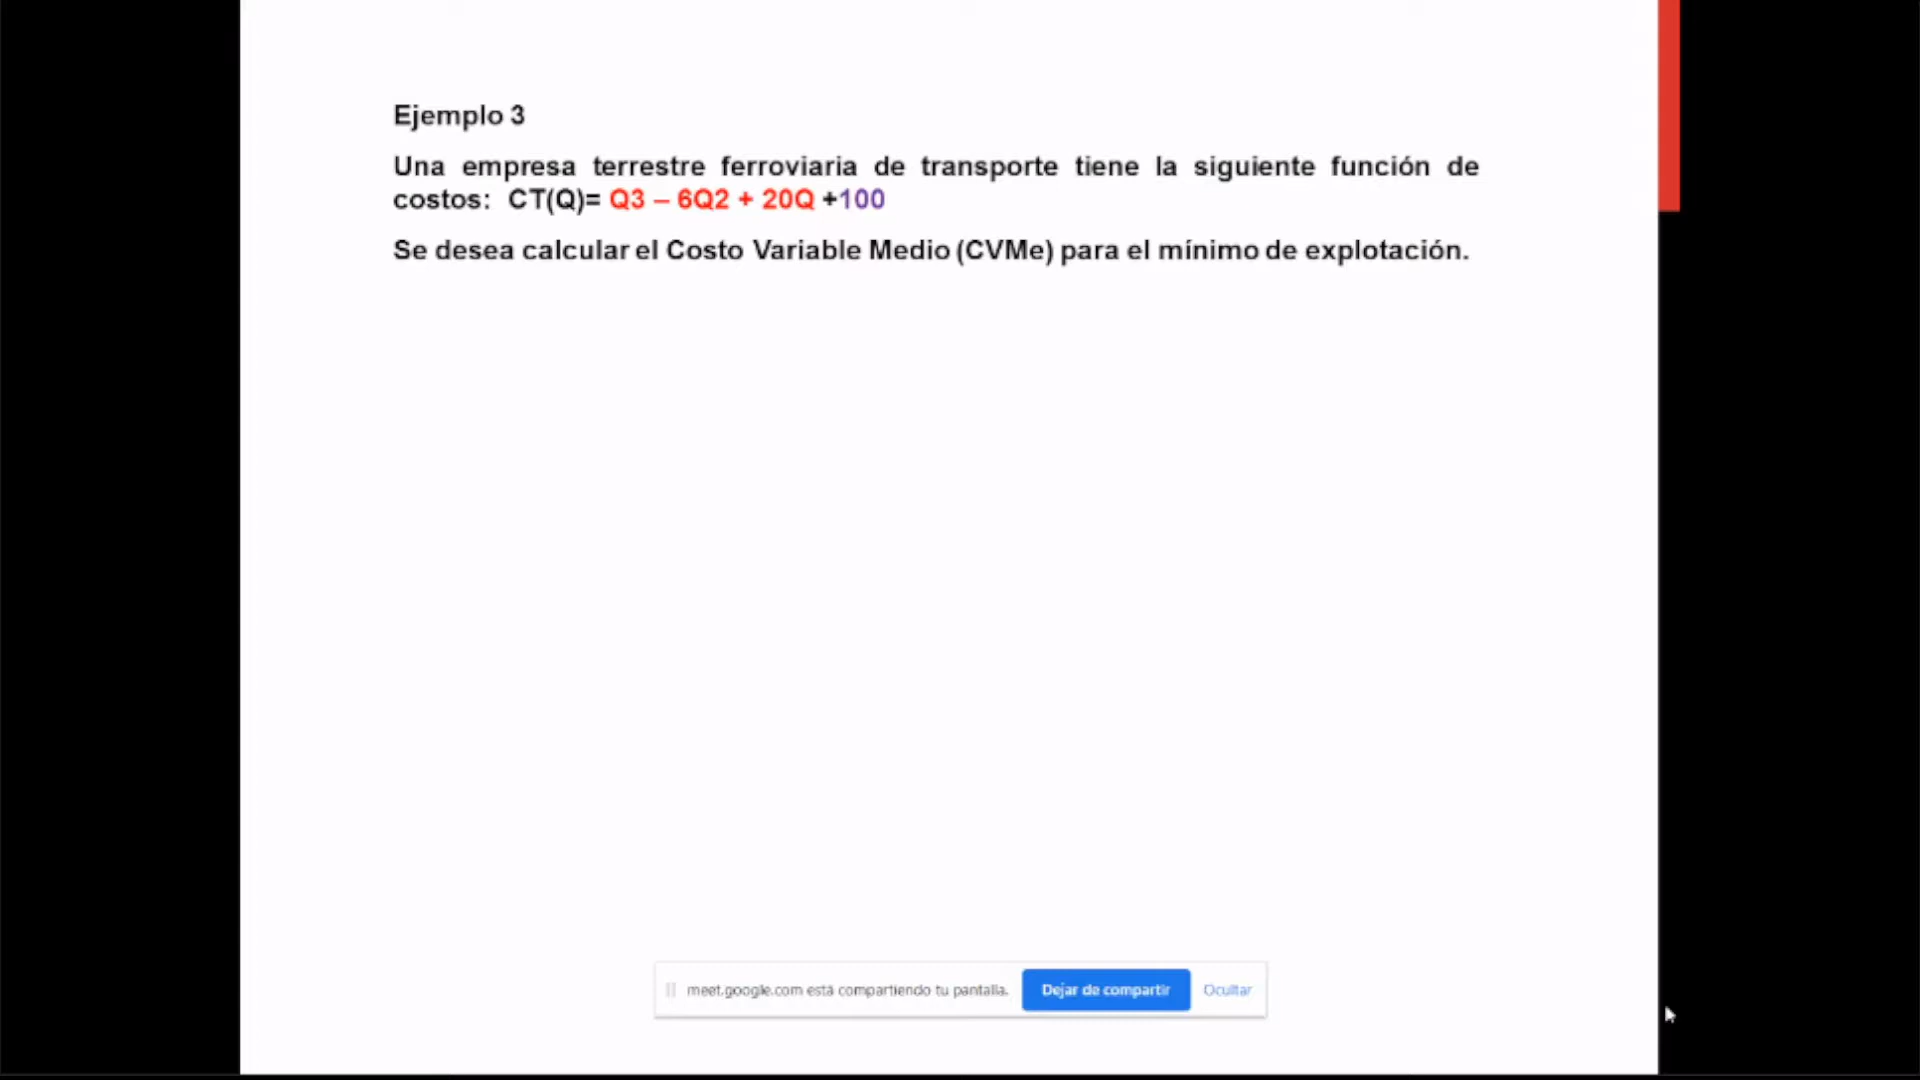 Ejemplo 3
Una empresa terrestre ferroviaria de transporte tiene la siguiente función de
costos: CT(Q)= Q3 – 6Q2 + 20Q +100
Se desea calcular el Costo Variable Medio (CVMe) para el mínimo de explotación.
meet.google.com está compartiendo tu pantalla. Dejar de compartir Ocultar